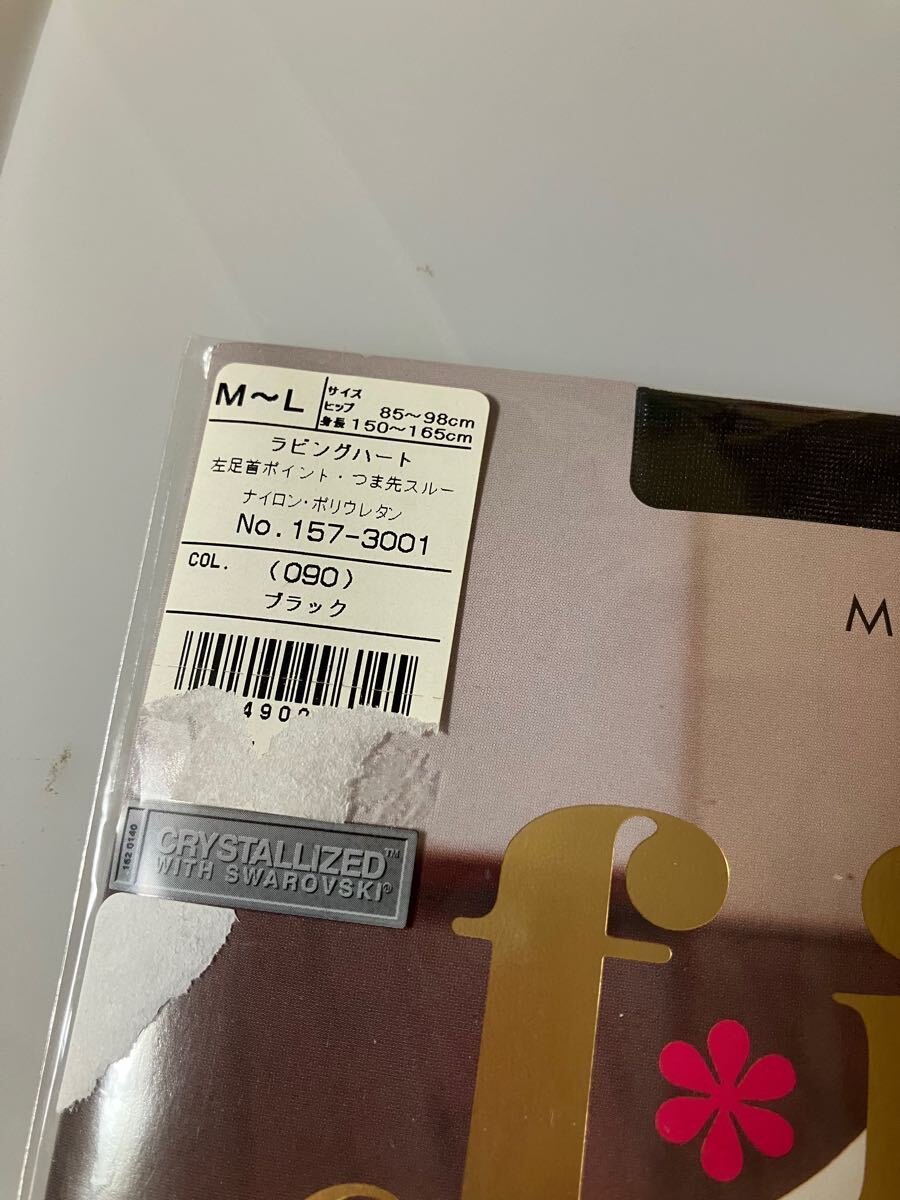 M〜L
サイズ
ヒップ 85〜98cm
身長 150〜165cm
ラビングハート
左足首ポイント・つま先スルー
ナイロン・ポリウレタン
No.157-3001
COL. (090)
ブラック
490
162 0140
CRYSTALLIZED™
WITH SWAROVSKI®
M
f